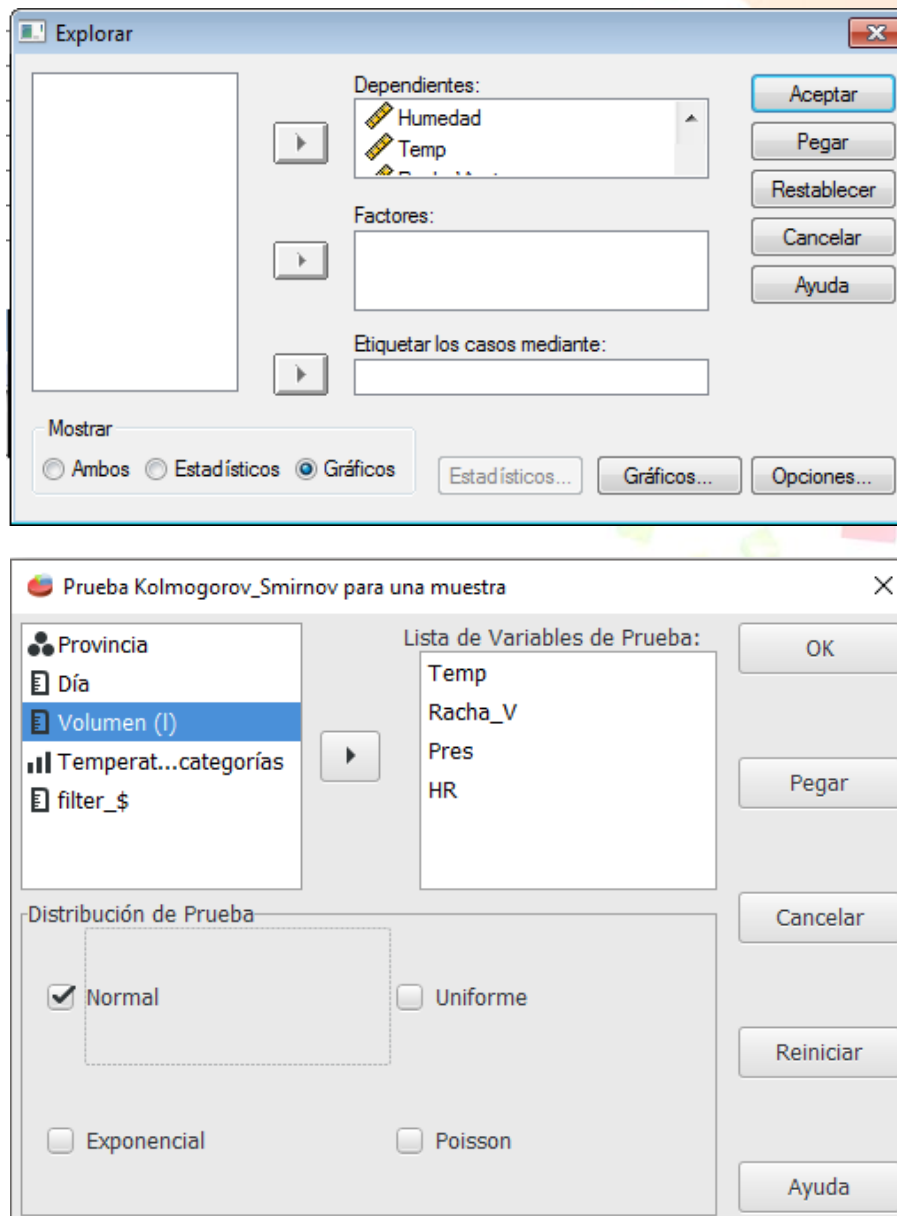 Explorar
Dependientes:
Humedad
Temp
Factores:
Etiquetar los casos mediante:
Aceptar
Pegar
Restablecer
Cancelar
Ayuda
Mostrar
Ambos
Estadísticos
Gráficos
Estadísticos...
Gráficos...
Opciones...
Prueba Kolmogorov_Smirnov para una muestra
Provincia
Día
Volumen (l)
Temperat...categorías
filter_$
Lista de Variables de Prueba:
Temp
Racha_V
Pres
HR
OK
Pegar
Cancelar
Reiniciar
Ayuda
Distribución de Prueba
Normal
Uniforme
Exponencial
Poisson